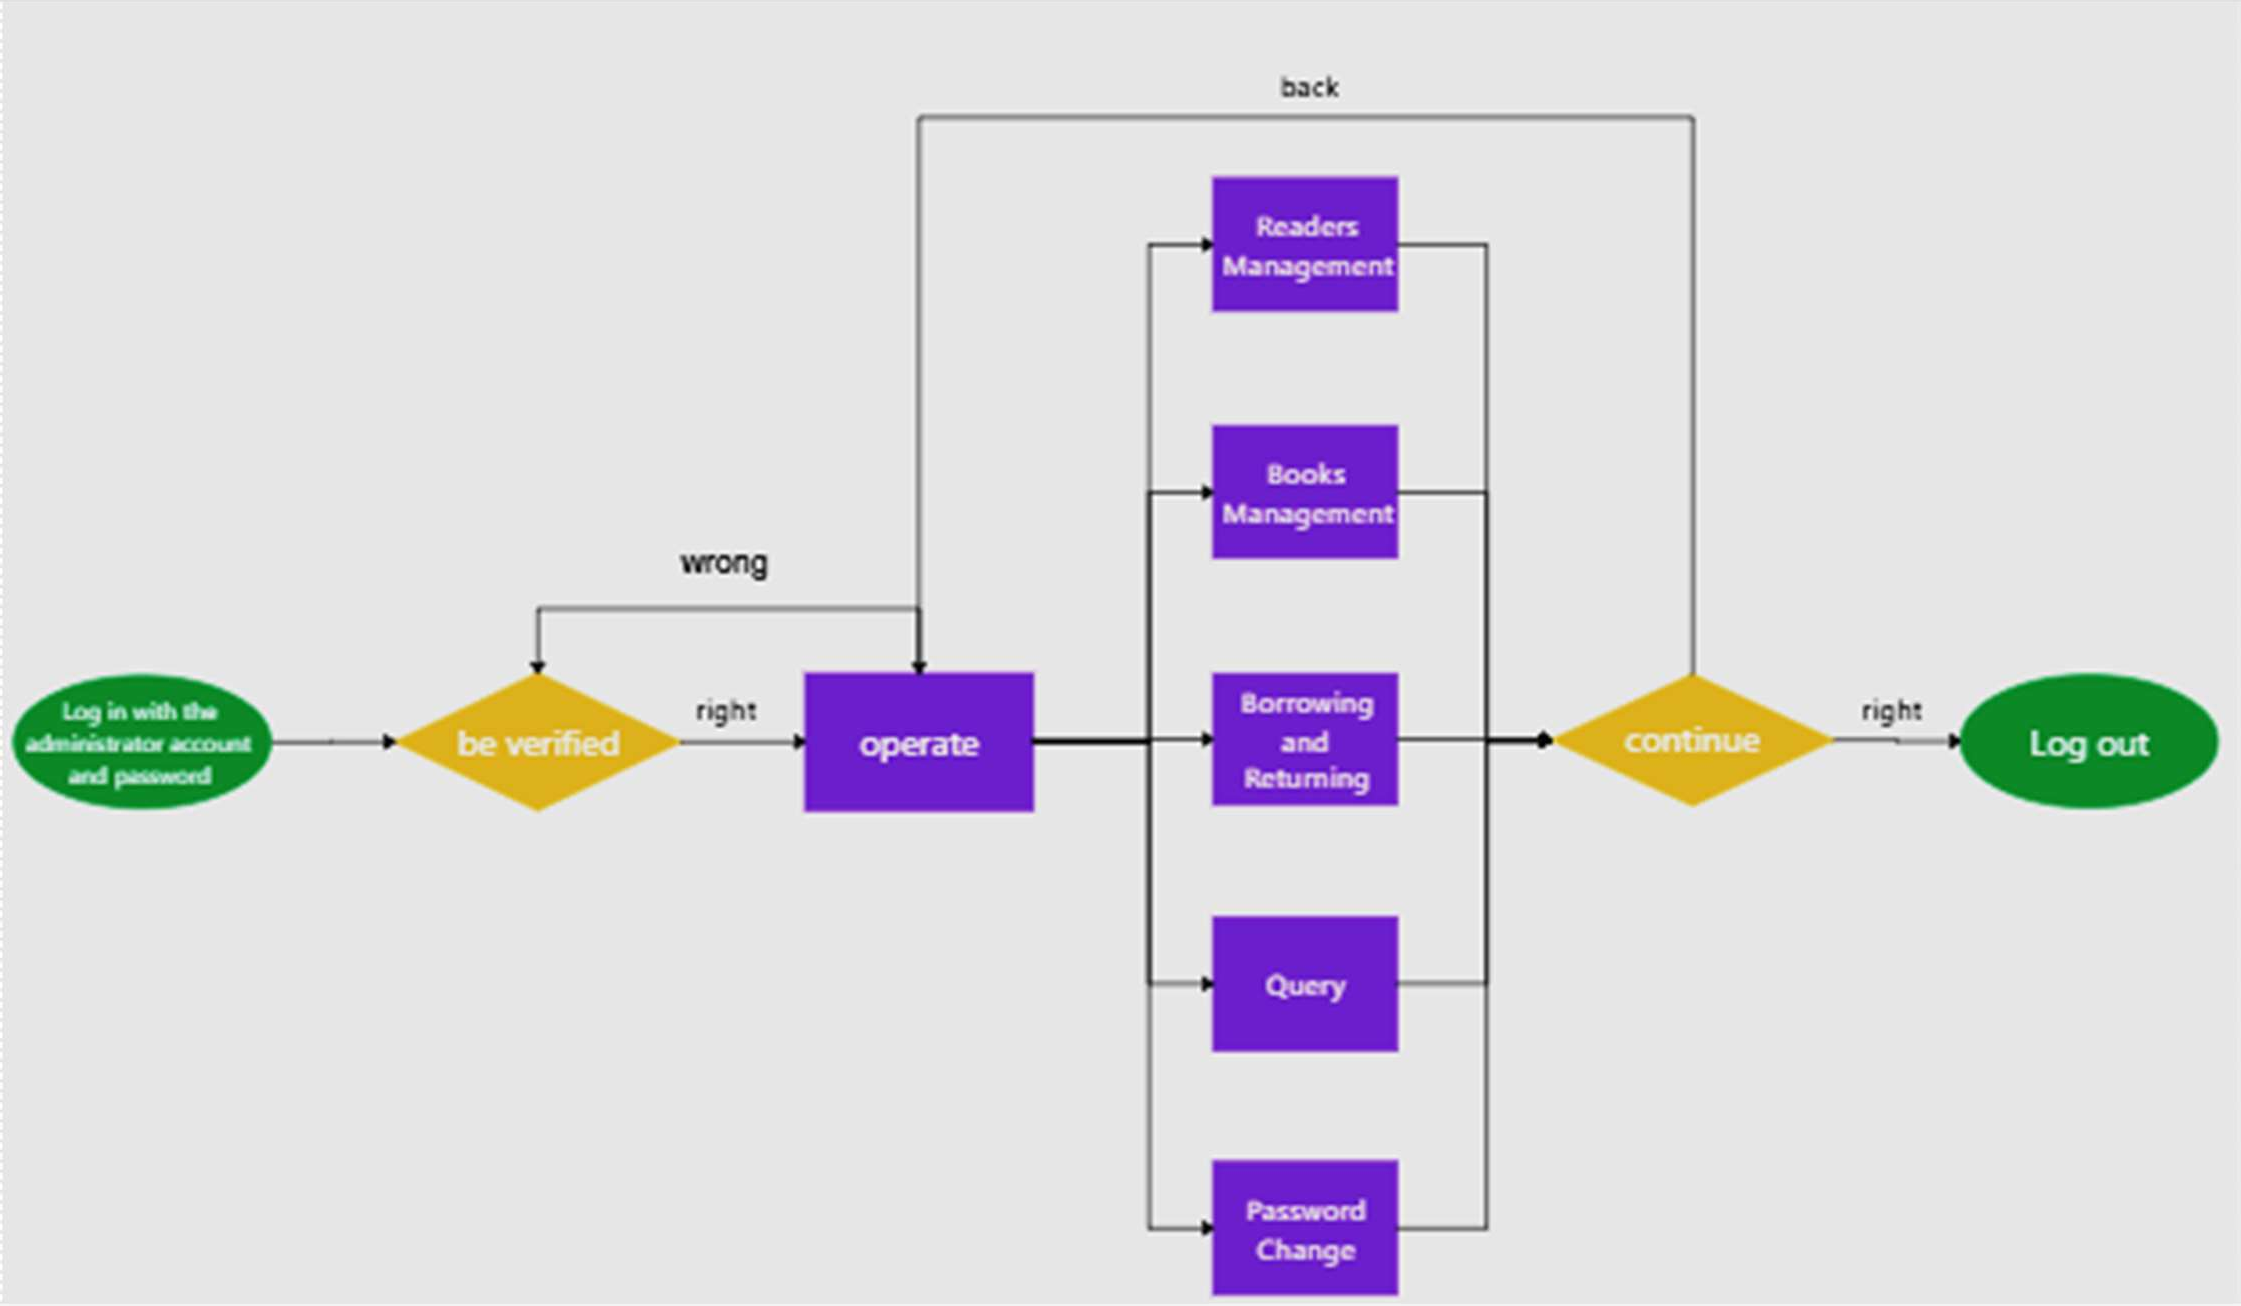 back
Readers
Management
Books
Management
wrong
Log in with the
administrator account
and password
be verified
right
operate
Borrowing
and
Returning
continue
right
Log out
Query
Password
Change